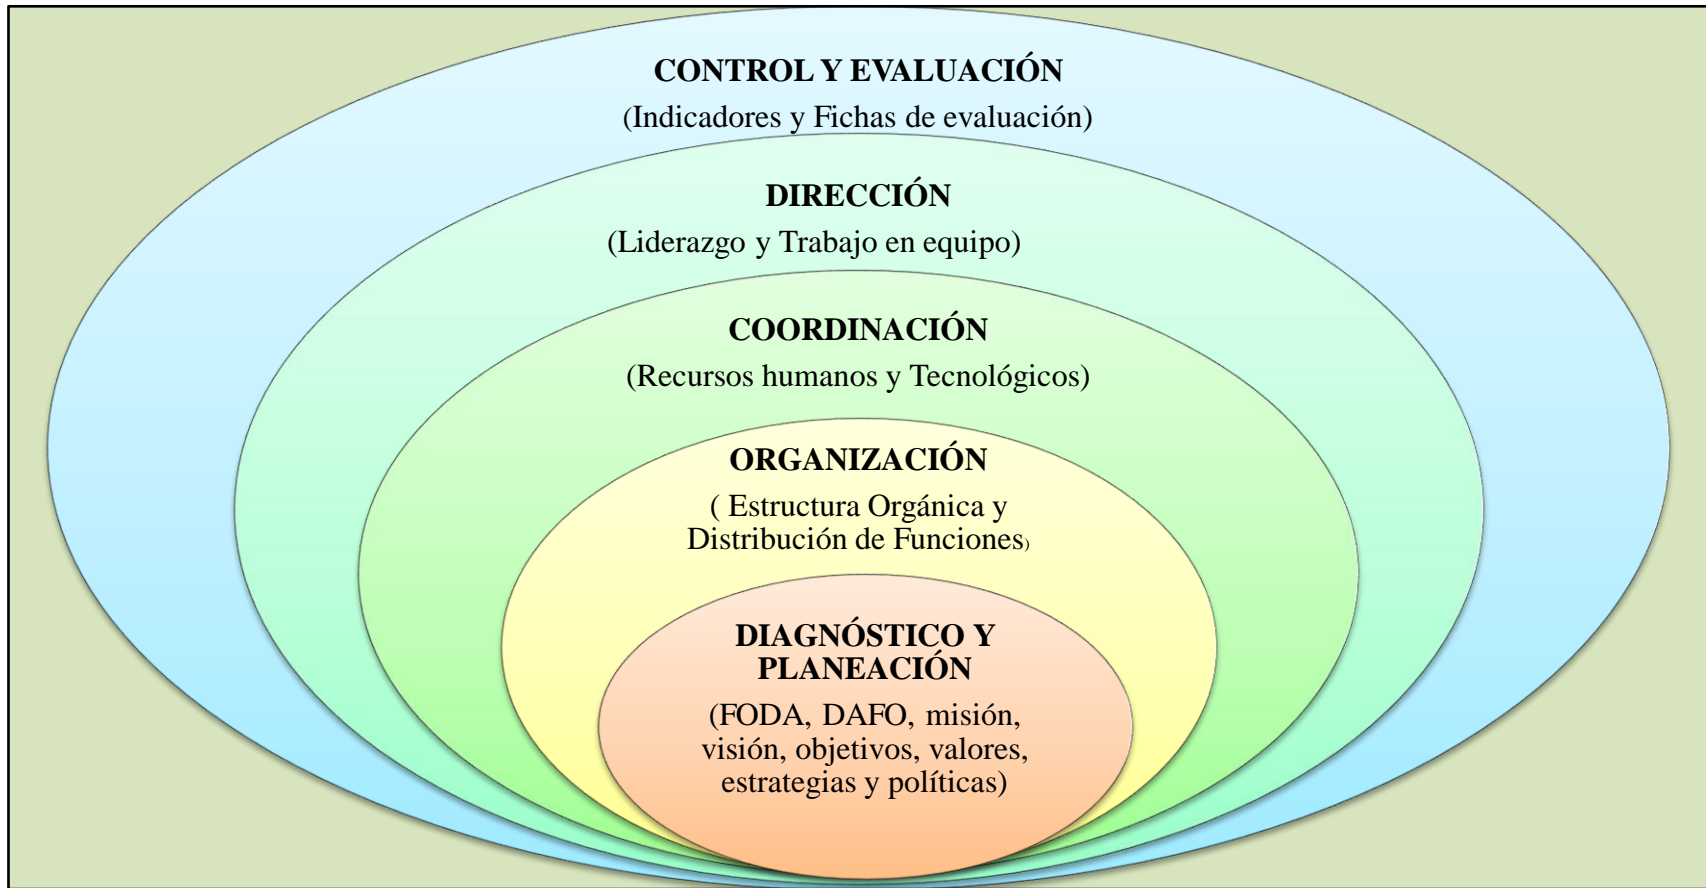 CONTROL Y EVALUACIÓN
(Indicadores y Fichas de evaluación)
DIRECCIÓN
(Liderazgo y Trabajo en equipo)
COORDINACIÓN
(Recursos humanos y Tecnológicos)
ORGANIZACIÓN
( Estructura Orgánica y
Distribución de Funciones)
DIAGNÓSTICO Y
PLANEACIÓN
(FODA, DAFO, misión,
visión, objetivos, valores,
estrategias y políticas)